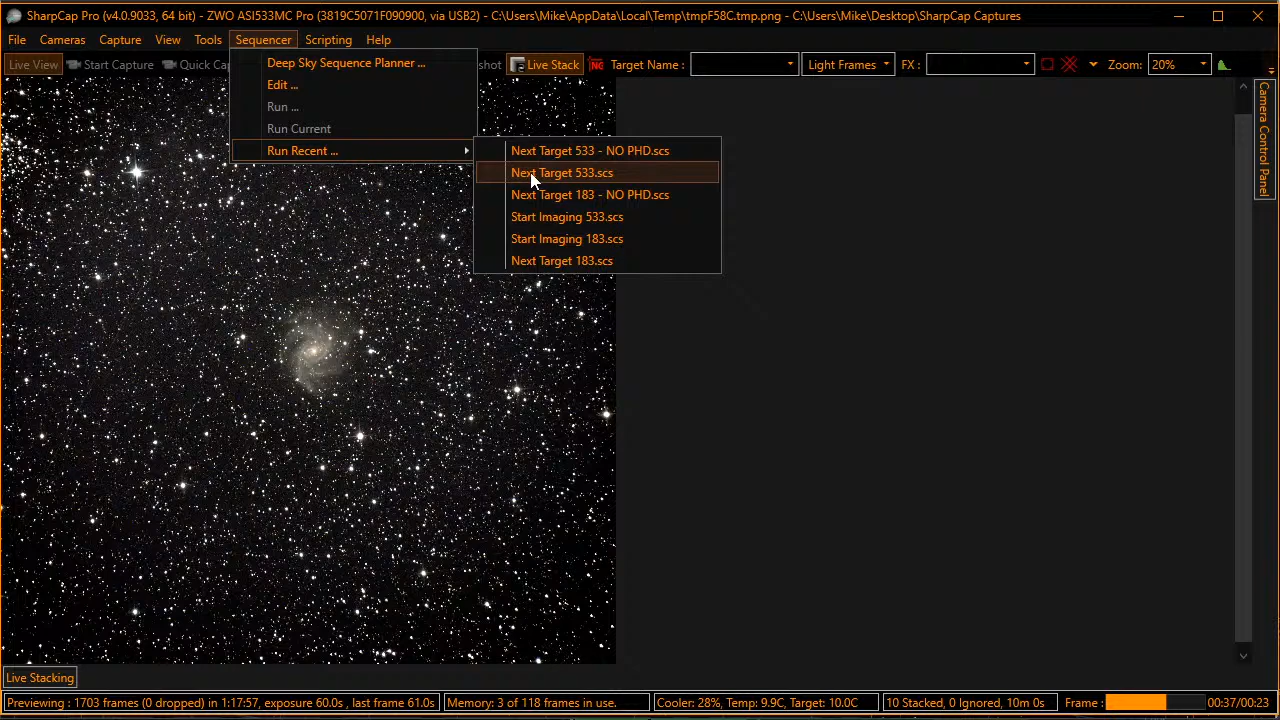 SharpCap Pro (v4.0.9033, 64 bit) - ZWO ASI533MC Pro (3819C5071F090900, via USB2) - C:\Users\Mike\AppData\Local\Temp\tmpF58C.tmp.png - C:\Users\Mike\Desktop\SharpCap Captures
File Cameras Capture View Tools Sequencer Scripting Help
Live View Start Capture Quick Cap shot Live Stack NC Target Name : Light Frames FX : Zoom: 20%
Deep Sky Sequence Planner ...
Edit ...
Run ...
Run Current
Run Recent ...
Next Target 533 - NO PHD.scs
Next Target 533.scs
Next Target 183 - NO PHD.scs
Start Imaging 533.scs
Start Imaging 183.scs
Next Target 183.scs
Camera Control Panel
Live Stacking
Previewing : 1703 frames (0 dropped) in 1:17:57, exposure 60.0s , last frame 61.0s Memory: 3 of 118 frames in use. Cooler: 28%, Temp: 9.9C, Target: 10.0C 10 Stacked, 0 Ignored, 10m 0s Frame : 00:37/00:23